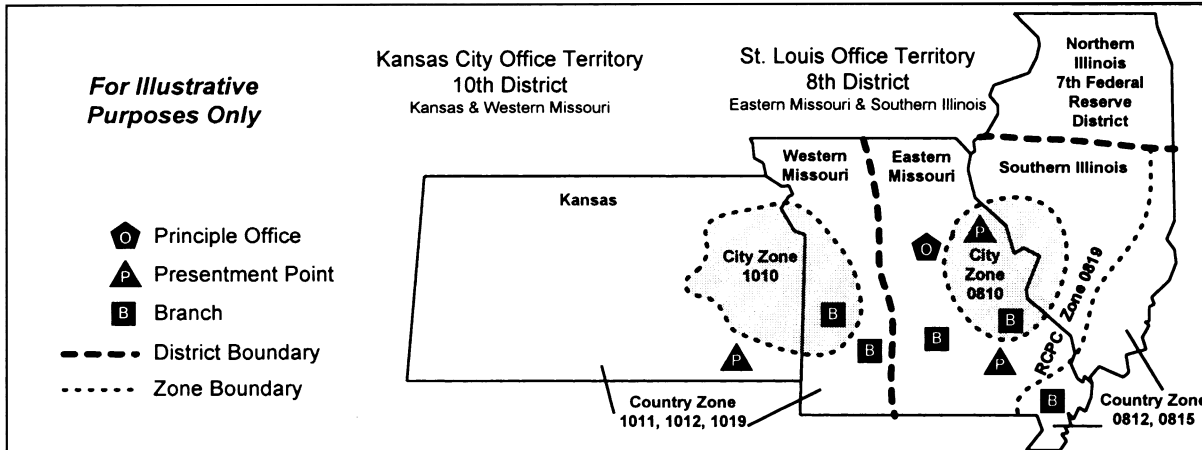 For Illustrative
Purposes Only
Kansas City Office Territory
10th District
Kansas & Western Missouri
St. Louis Office Territory
8th District
Eastern Missouri & Southern Illinois
Northern
Illinois
7th Federal
Reserve
District
Western
Missouri
Eastern
Missouri
Southern Illinois
Kansas
City Zone
1010
City
Zone
0810
RCPC Zone 0819
O
P
P
P
B
B
B
B
B
O Principle Office
P Presentment Point
B Branch
District Boundary
Zone Boundary
Country Zone
1011, 1012, 1019
Country Zone
0812, 0815